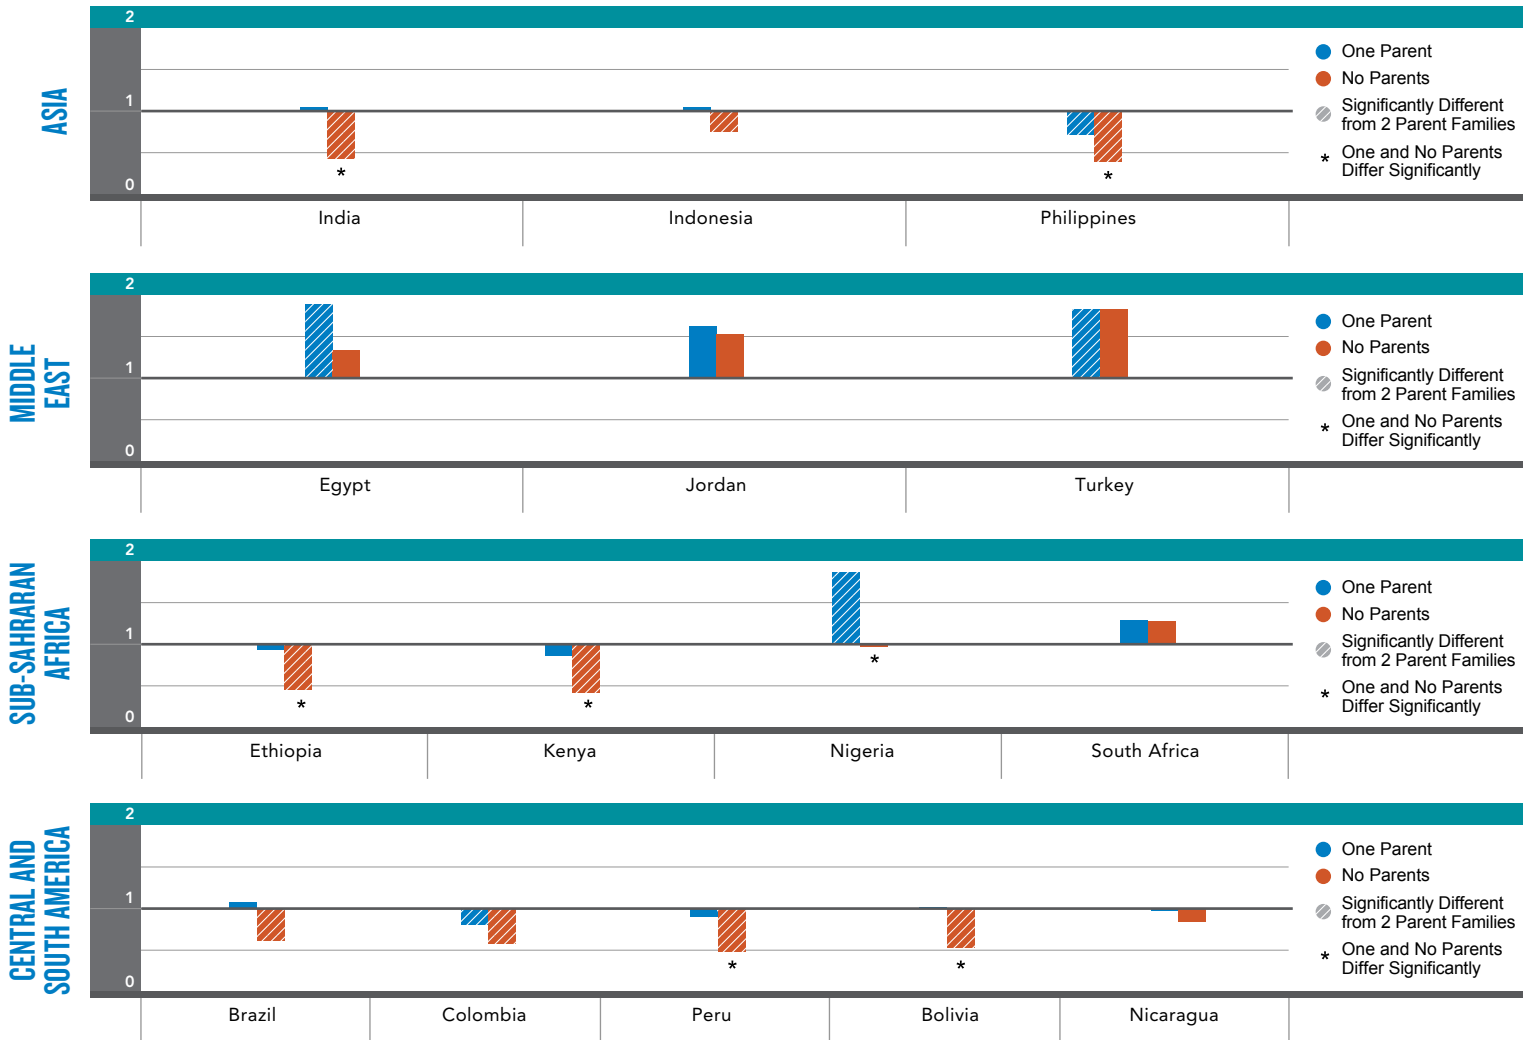 ASIA
2
1
0
*
*
India
Indonesia
Philippines
One Parent
No Parents
Significantly Different
from 2 Parent Families
* One and No Parents
Differ Significantly
MIDDLE
EAST
2
1
0
Egypt
Jordan
Turkey
One Parent
No Parents
Significantly Different
from 2 Parent Families
* One and No Parents
Differ Significantly
SUB-SAHRARAN
AFRICA
2
1
0
*
*
*
Ethiopia
Kenya
Nigeria
South Africa
One Parent
No Parents
Significantly Different
from 2 Parent Families
* One and No Parents
Differ Significantly
CENTRAL AND
SOUTH AMERICA
2
1
0
*
*
Brazil
Colombia
Peru
Bolivia
Nicaragua
One Parent
No Parents
Significantly Different
from 2 Parent Families
* One and No Parents
Differ Significantly